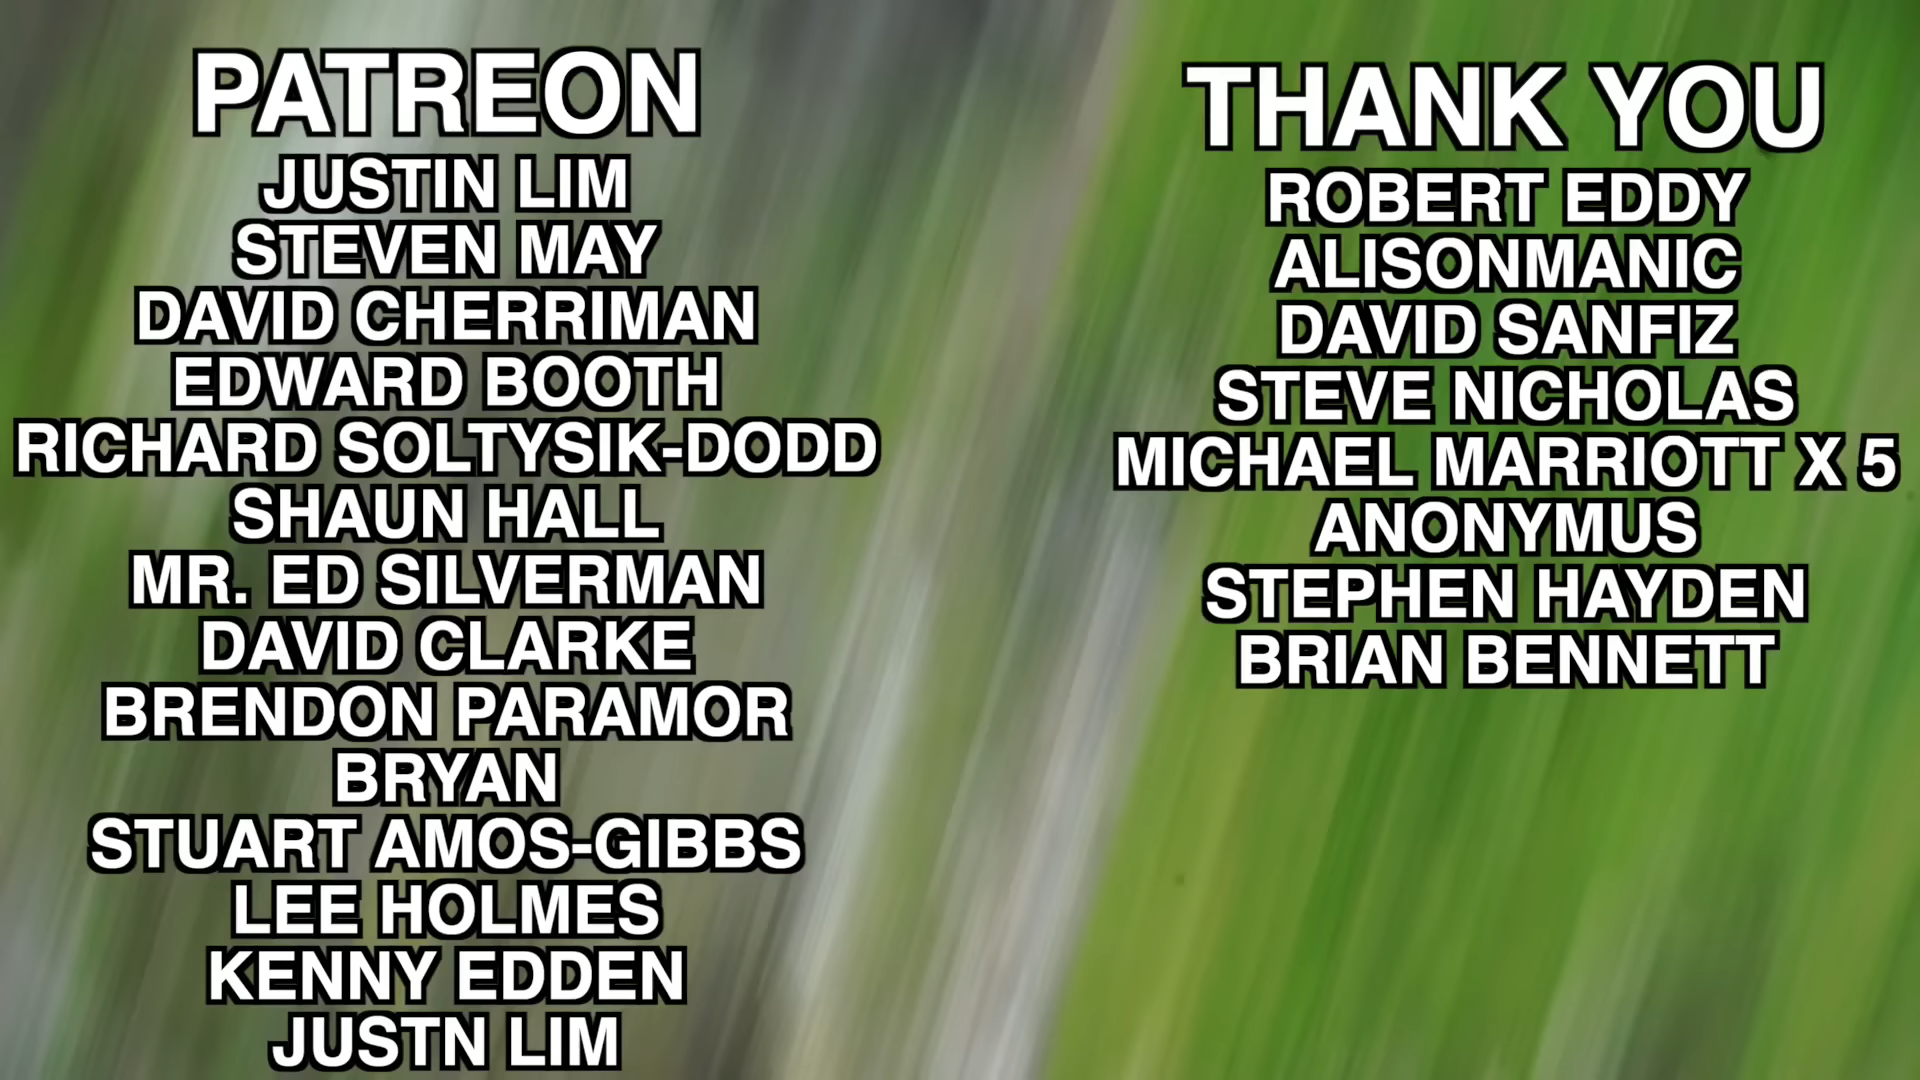 PATREON
JUSTIN LIM
STEVEN MAY
DAVID CHERRIMAN
EDWARD BOOTH
RICHARD SOLTYSIK-DODD
SHAUN HALL
MR. ED SILVERMAN
DAVID CLARKE
BRENDON PARAMOR
BRYAN
STUART AMOS-GIBBS
LEE HOLMES
KENNY EDDEN
JUSTN LIM
THANK YOU
ROBERT EDDY
ALISONMANIC
DAVID SANFIZ
STEVE NICHOLAS
MICHAEL MARRIOTT X 5
ANONYMUS
STEPHEN HAYDEN
BRIAN BENNETT